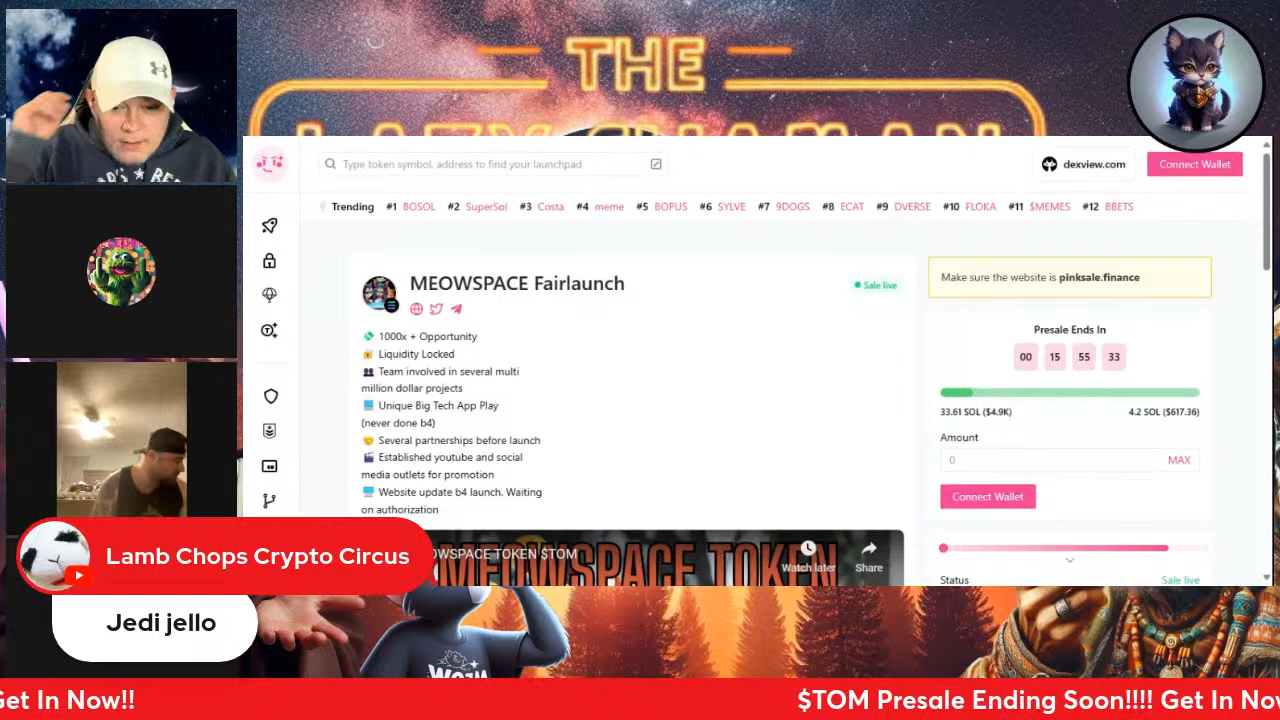 THE
LAZY SHAMAN
Type token symbol, address to find your launchpad
dexview.com
Connect Wallet
Trending #1 BOSOL #2 SuperSol #3 Costa #4 meme #5 BOPUS #6 SYLVE #7 9DOGS #8 ECAT #9 DVERSE #10 FLOKA #11 $MEMES #12 BBETS
MEOWSPACE Fairlaunch
Sale live
1000x + Opportunity
Liquidity Locked
Team involved in several multi
million dollar projects
Unique Big Tech App Play
(never done b4)
Several partnerships before launch
Established youtube and social
media outlets for promotion
Website update b4 launch. Waiting
on authorization
OWSPACE TOKEN $TOM
MEOWSPACE TOKEN
Watch later
Share
Make sure the website is pinksale.finance
Presale Ends In
00 15 55 33
33.61 SOL ($4.9K) 4.2 SOL ($617.36)
Amount
0 MAX
Connect Wallet
Status Sale live
Lamb Chops Crypto Circus
Jedi jello
Get In Now!! $TOM Presale Ending Soon!!!! Get In Now